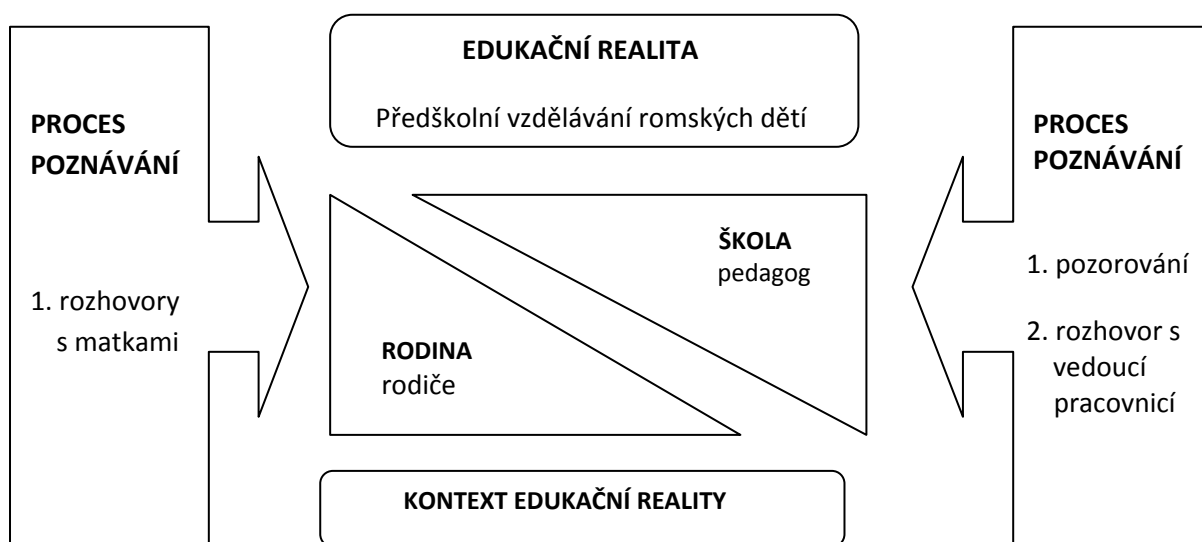 EDUKAČNÍ REALITA
Předškolní vzdělávání romských dětí
PROCES
POZNÁVÁNÍ
1. rozhovory
s matkami
ŠKOLA
pedagog
RODINA
rodiče
PROCES
POZNÁVÁNÍ
1. pozorování
2. rozhovor s
vedoucí
pracovnicí
KONTEXT EDUKAČNÍ REALITY